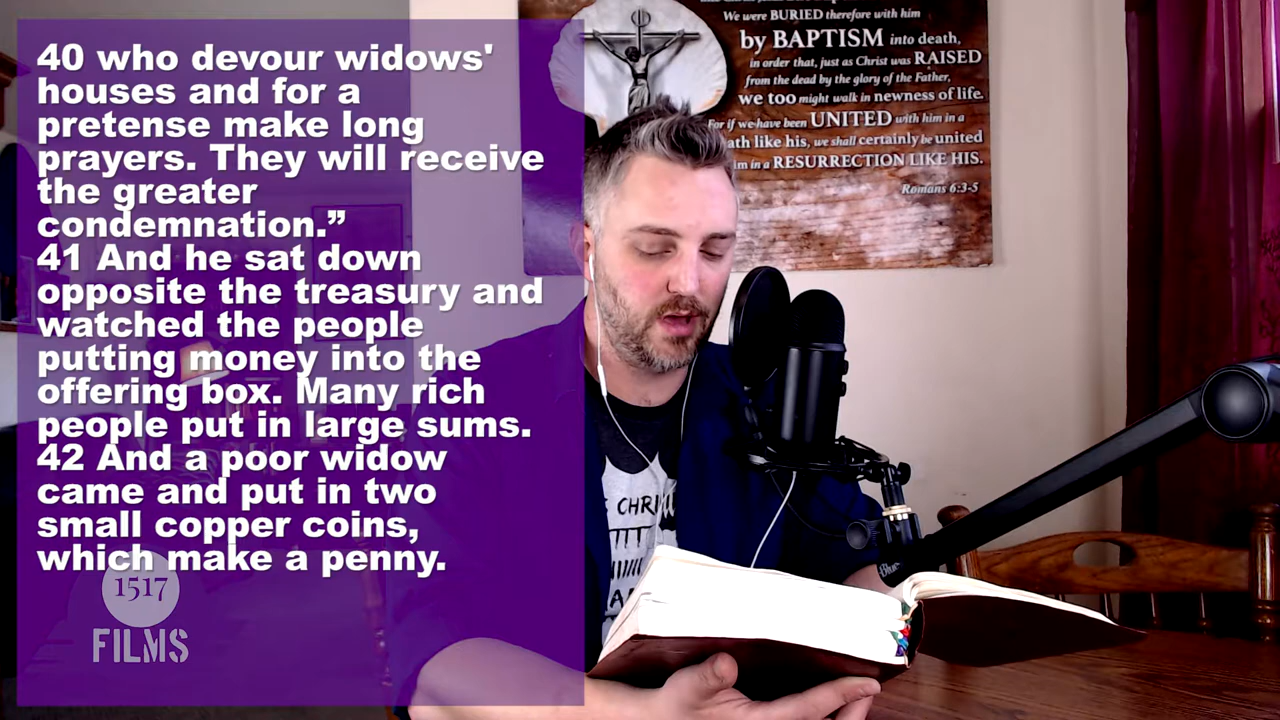 40 who devour widows'
houses and for a
pretense make long
prayers. They will receive
the greater
condemnation.”
41 And he sat down
opposite the treasury and
watched the people
putting money into the
offering box. Many rich
people put in large sums.
42 And a poor widow
came and put in two
small copper coins,
which make a penny.
1517
FILMS
We were BURIED therefore with him
by BAPTISM into death,
in order that, just as Christ was RAISED
from the dead by the glory of the Father,
we too might walk in newness of life.
For if we have been UNITED with him in a
like his, we shall certainly be united
in a RESURRECTION LIKE HIS.
Romans 6:3-5
Blue